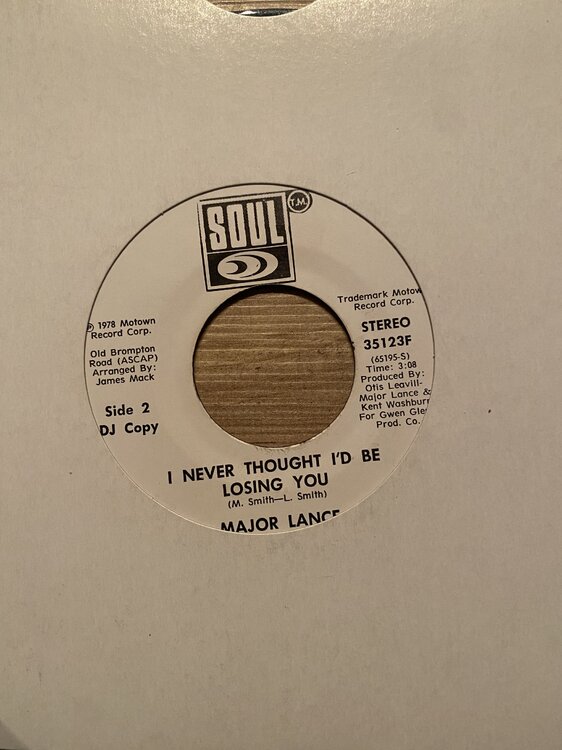 SOUL
T.M.
Trademark Motow
Record Corp.
℗ 1978 Motown
Record Corp.
Old Brompton
Road (ASCAP)
Arranged By:
James Mack
Side 2
DJ Copy
STEREO
35123F
(65195-S)
Time: 3:08
Produced By:
Otis Leavill-
Major Lance &
Kent Washburn
For Gwen Gle
Prod. Co.
I NEVER THOUGHT I'D BE
LOSING YOU
(M. Smith—L. Smith)
MAJOR LANCE